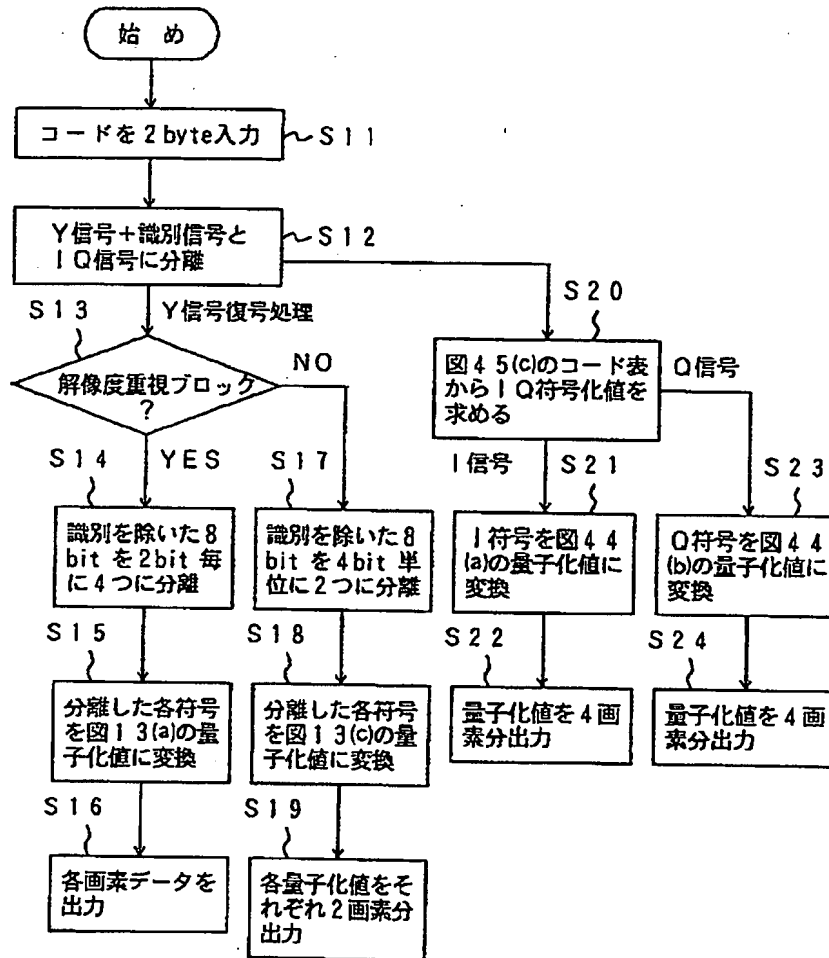 始 め
コードを2byte入力
S11
Y信号+識別信号と
IQ信号に分離
S12
S13
Y信号復号処理
解像度重視ブロック
?
NO
YES
S20
図45(c)のコード表
からIQ符号化値を
求める
Q信号
I信号
S14
識別を除いた8
bitを2bit毎
に4つに分離
S17
識別を除いた8
bitを4bit単
位に2つに分離
S21
I符号を図44
(a)の量子化値に
変換
S23
Q符号を図44
(b)の量子化値に
変換
S15
分離した各符号
を図13(a)の量
子化値に変換
S18
分離した各符号
を図13(c)の量
子化値に変換
S22
量子化値を4画
素分出力
S24
量子化値を4画
素分出力
S16
各画素データを
出力
S19
各量子化値をそ
れぞれ2画素分
出力